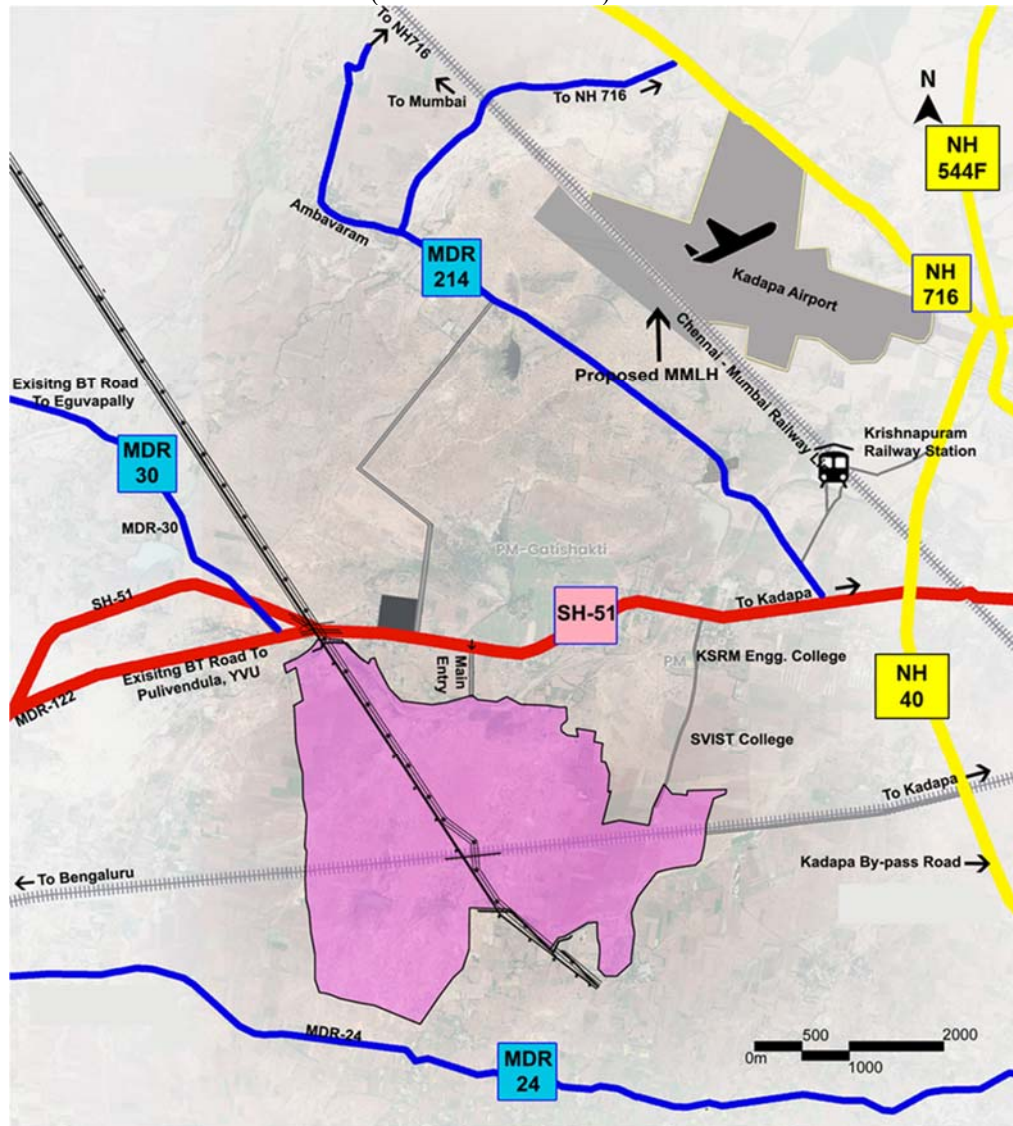 To NH716
To Mumbai
To NH 716
N
NH
544F
Ambavaram
MDR
214
Kadapa Airport
NH
716
Proposed MMLH
Chennai - Mumbai Railway
Exisitng BT Road
To Eguvapally
MDR
30
Krishnapuram
Railway Station
MDR-30
PM-Gatishakti
SH-51
SH-51
To Kadapa
Main
Entry
Exisitng BT Road To
Pulivendula, YVU
MDR-122
KSRM Engg. College
PM
NH
40
SVIST College
To Kadapa
Kadapa By-pass Road
To Bengaluru
MDR-24
MDR
24
500
2000
0m
1000